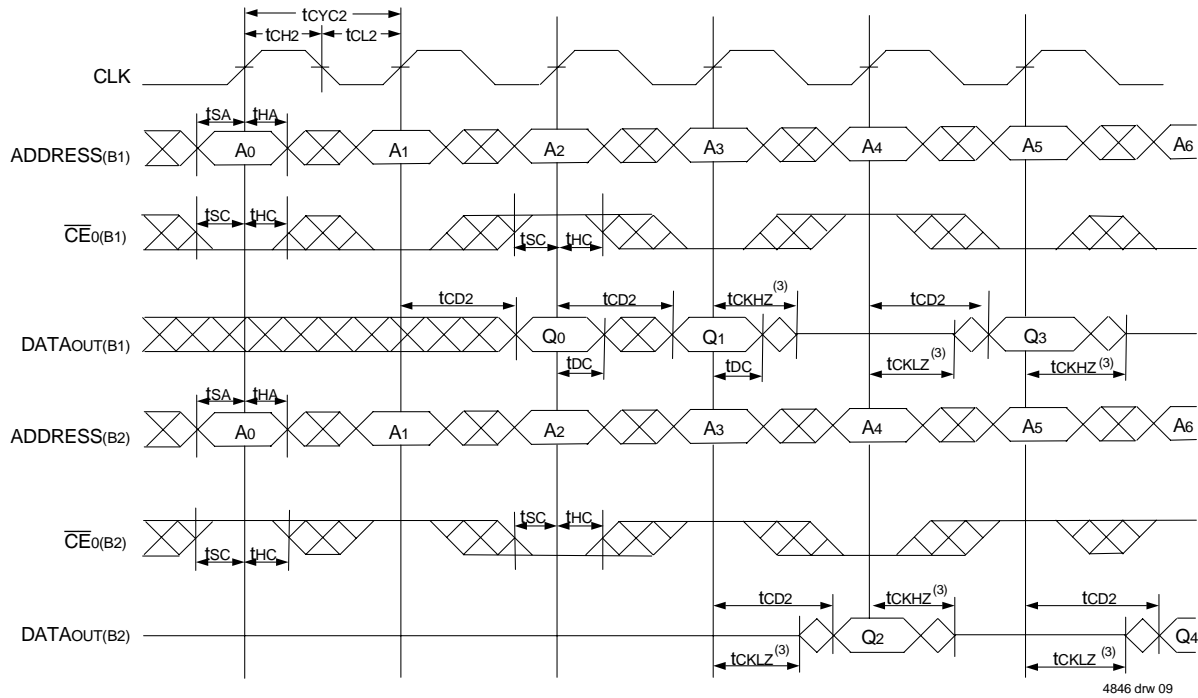 tCYC2
tCH2 tCL2
CLK
tSA tHA
ADDRESS(B1) A0 A1 A2 A3 A4 A5 A6
tSC tHC
CE0(B1)
tSC tHC
tCD2 tCD2 tCKHZ(3) tCD2
DATAOUT(B1) Q0 Q1 Q3
tDC tDC tCKLZ(3) tCKHZ(3)
tSA tHA
ADDRESS(B2) A0 A1 A2 A3 A4 A5 A6
tSC tHC
CE0(B2)
tSC tHC
tCD2 tCKHZ(3) tCD2
DATAOUT(B2) Q2 Q4
tCKLZ(3) tCKLZ(3)
4846 drw 09